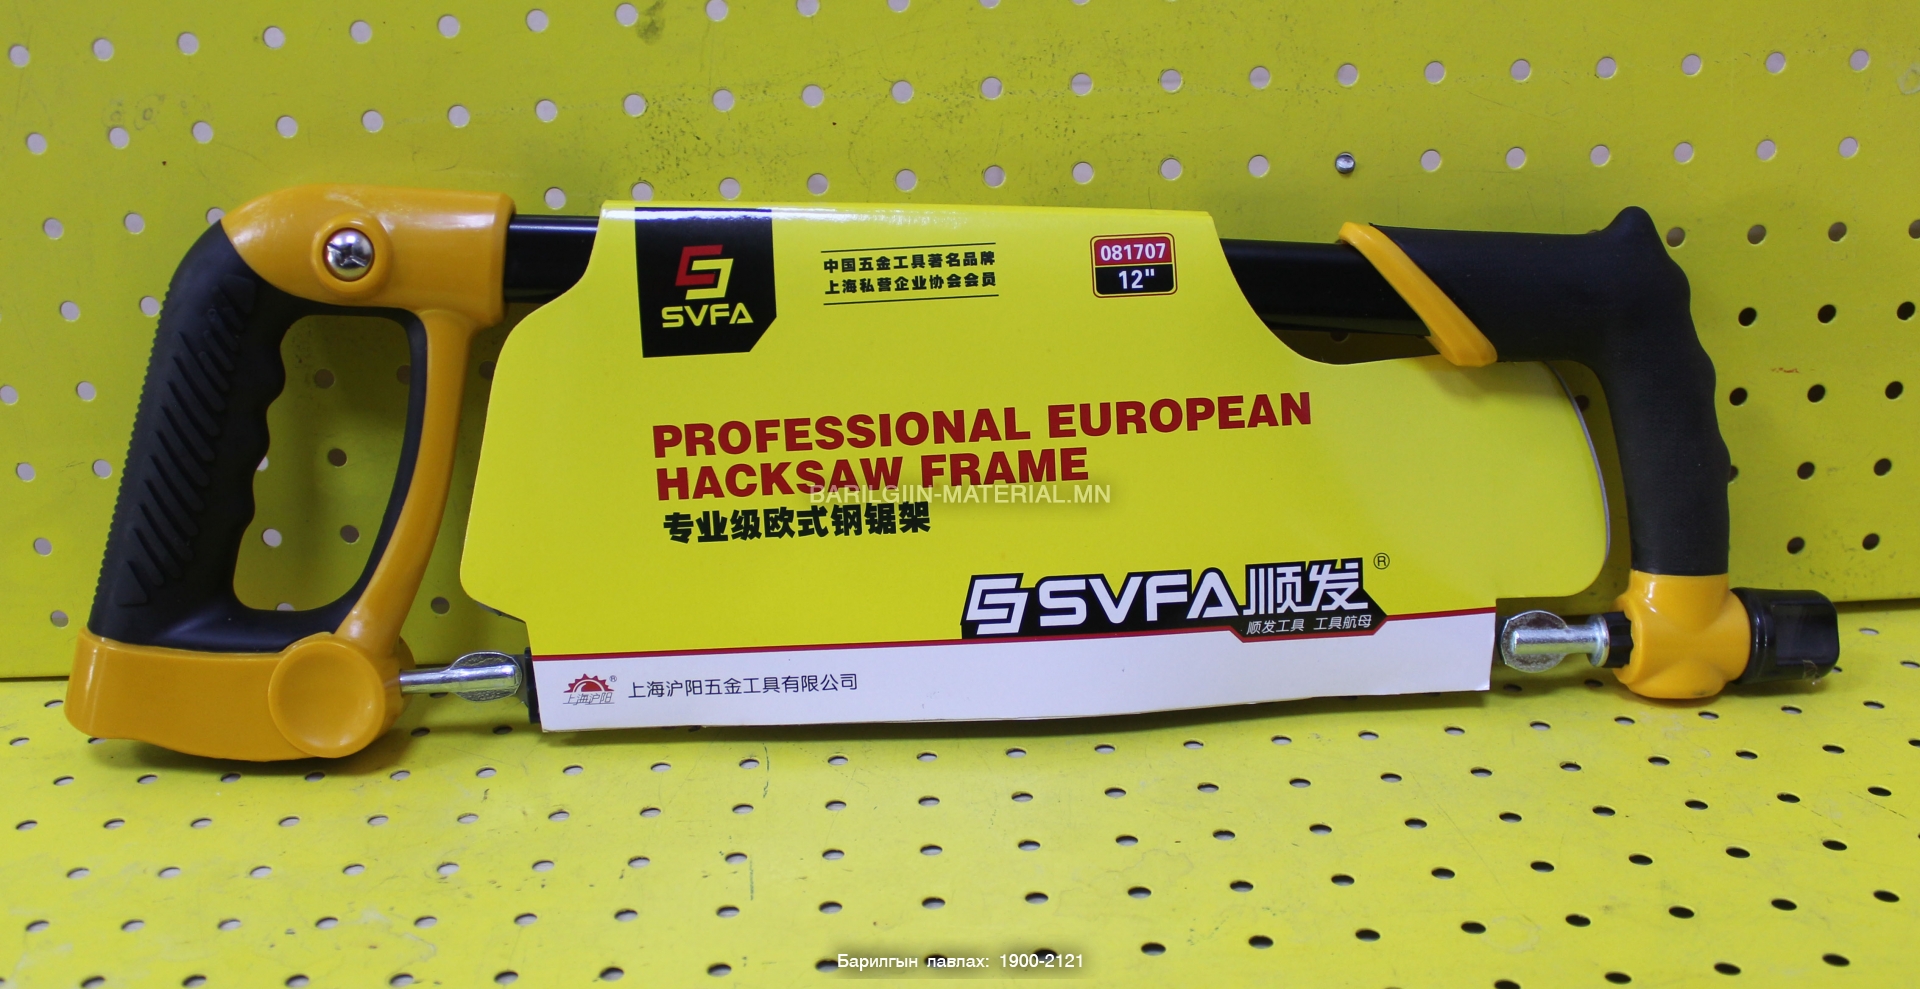 SVFA
中国五金工具著名品牌
上海私营企业协会会员
081707
12"
PROFESSIONAL EUROPEAN
HACKSAW FRAME
BARILGIIN-MATERIAL.MN
专业级欧式钢锯架
SVFA顺发®
顺发工具 工具航母
上海沪阳® 上海沪阳五金工具有限公司
Барилгын лавлах: 1900-2121